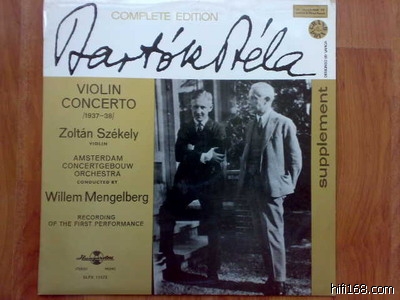 COMPLETE EDITION
Bartók Béla
VIOLIN
CONCERTO
/1937–39/
Zoltán Székely
VIOLIN
AMSTERDAM
CONCERTGEBOUW
ORCHESTRA
CONDUCTED BY
Willem Mengelberg
RECORDING
OF THE FIRST PERFORMANCE
supplement
hifi168.com